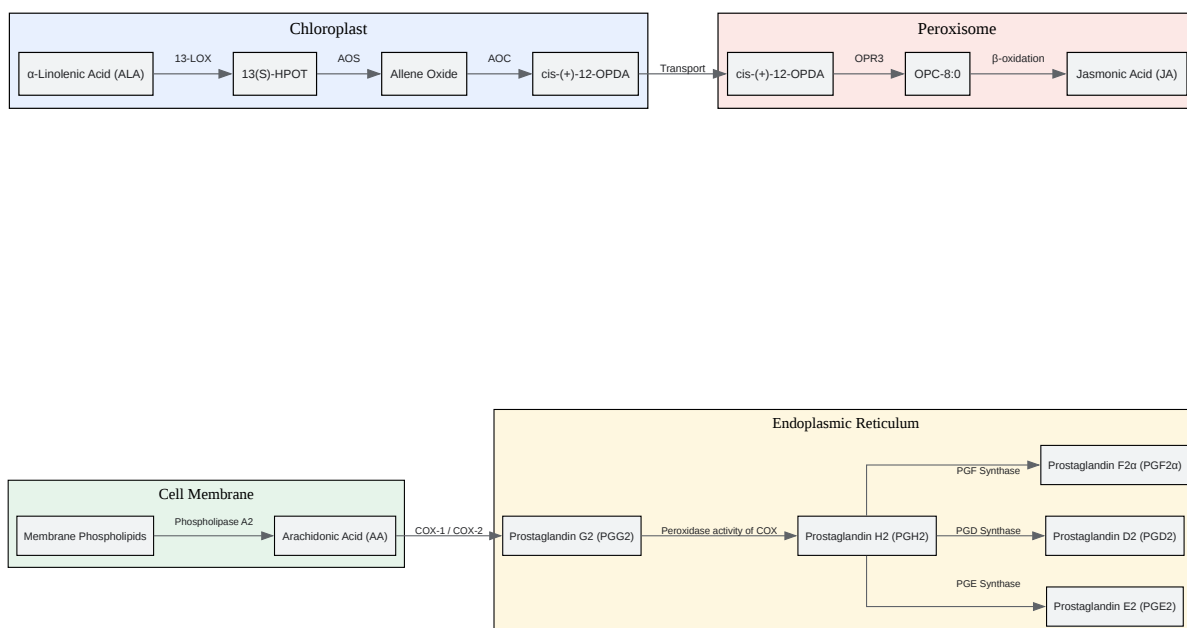 Chloroplast
α-Linolenic Acid (ALA)
13-LOX
13(S)-HPOT
AOS
Allene Oxide
AOC
cis-(+)-12-OPDA
Transport
Peroxisome
cis-(+)-12-OPDA
OPR3
OPC-8:0
β-oxidation
Jasmonic Acid (JA)
Cell Membrane
Membrane Phospholipids
Phospholipase A2
Arachidonic Acid (AA)
COX-1 / COX-2
Endoplasmic Reticulum
Prostaglandin G2 (PGG2)
Peroxidase activity of COX
Prostaglandin H2 (PGH2)
PGF Synthase
Prostaglandin F2α (PGF2α)
PGD Synthase
Prostaglandin D2 (PGD2)
PGE Synthase
Prostaglandin E2 (PGE2)